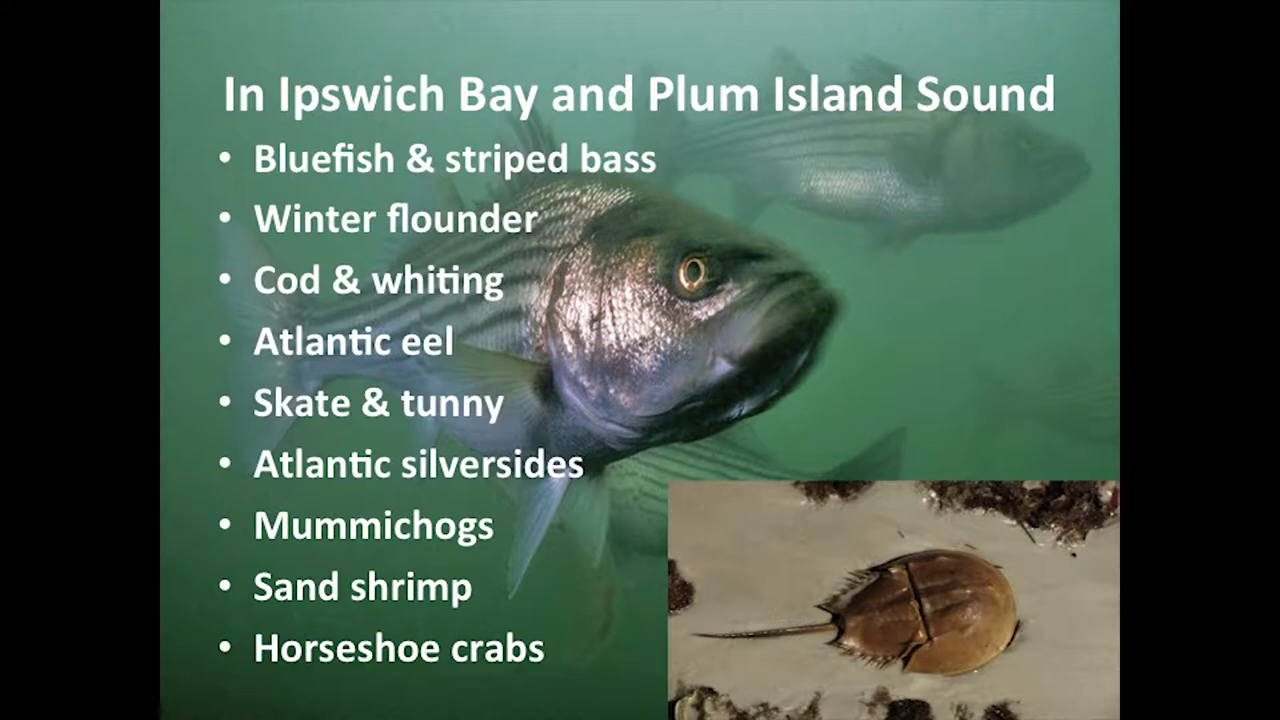 In Ipswich Bay and Plum Island Sound
• Bluefish & striped bass
• Winter flounder
• Cod & whiting
• Atlantic eel
• Skate & tunny
• Atlantic silversides
• Mummichogs
• Sand shrimp
• Horseshoe crabs